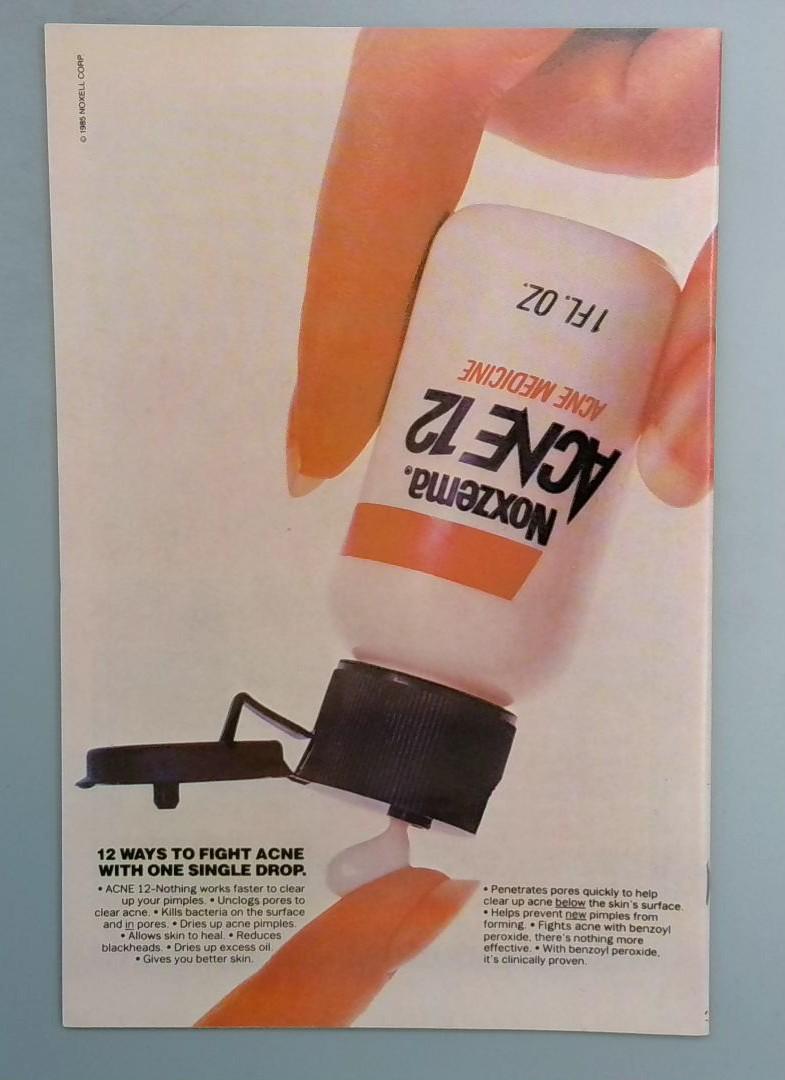 © 1985 NOXELL CORP
1 FL. OZ.
ACNE MEDICINE
ACNE 12
Noxzema®
12 WAYS TO FIGHT ACNE
WITH ONE SINGLE DROP.
• ACNE 12–Nothing works faster to clear
up your pimples. • Unclogs pores to
clear acne. • Kills bacteria on the surface
and in pores. • Dries up acne pimples.
• Allows skin to heal. • Reduces
blackheads. • Dries up excess oil.
• Gives you better skin.
• Penetrates pores quickly to help
clear up acne below the skin's surface.
• Helps prevent new pimples from
forming. • Fights acne with benzoyl
peroxide, there's nothing more
effective. • With benzoyl peroxide,
it's clinically proven.